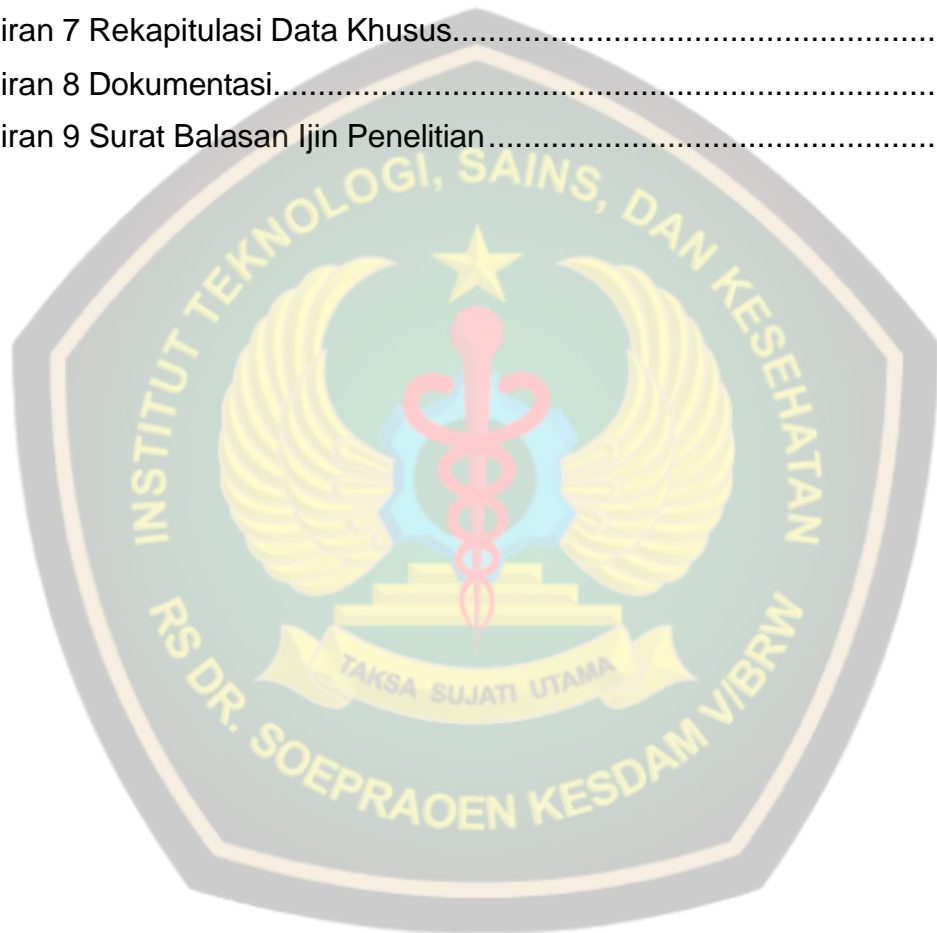 iran 7 Rekapitulasi Data Khusus......................................................
iran 8 Dokumentasi...........................................................................
iran 9 Surat Balasan Ijin Penelitian..................................................
INSTITUT TEKNOLOGI, SAINS, DAN KESEHATAN
TAKSA SUJATI UTAMA
RS DR. SOEPRAOEN KESDAM V/BRW